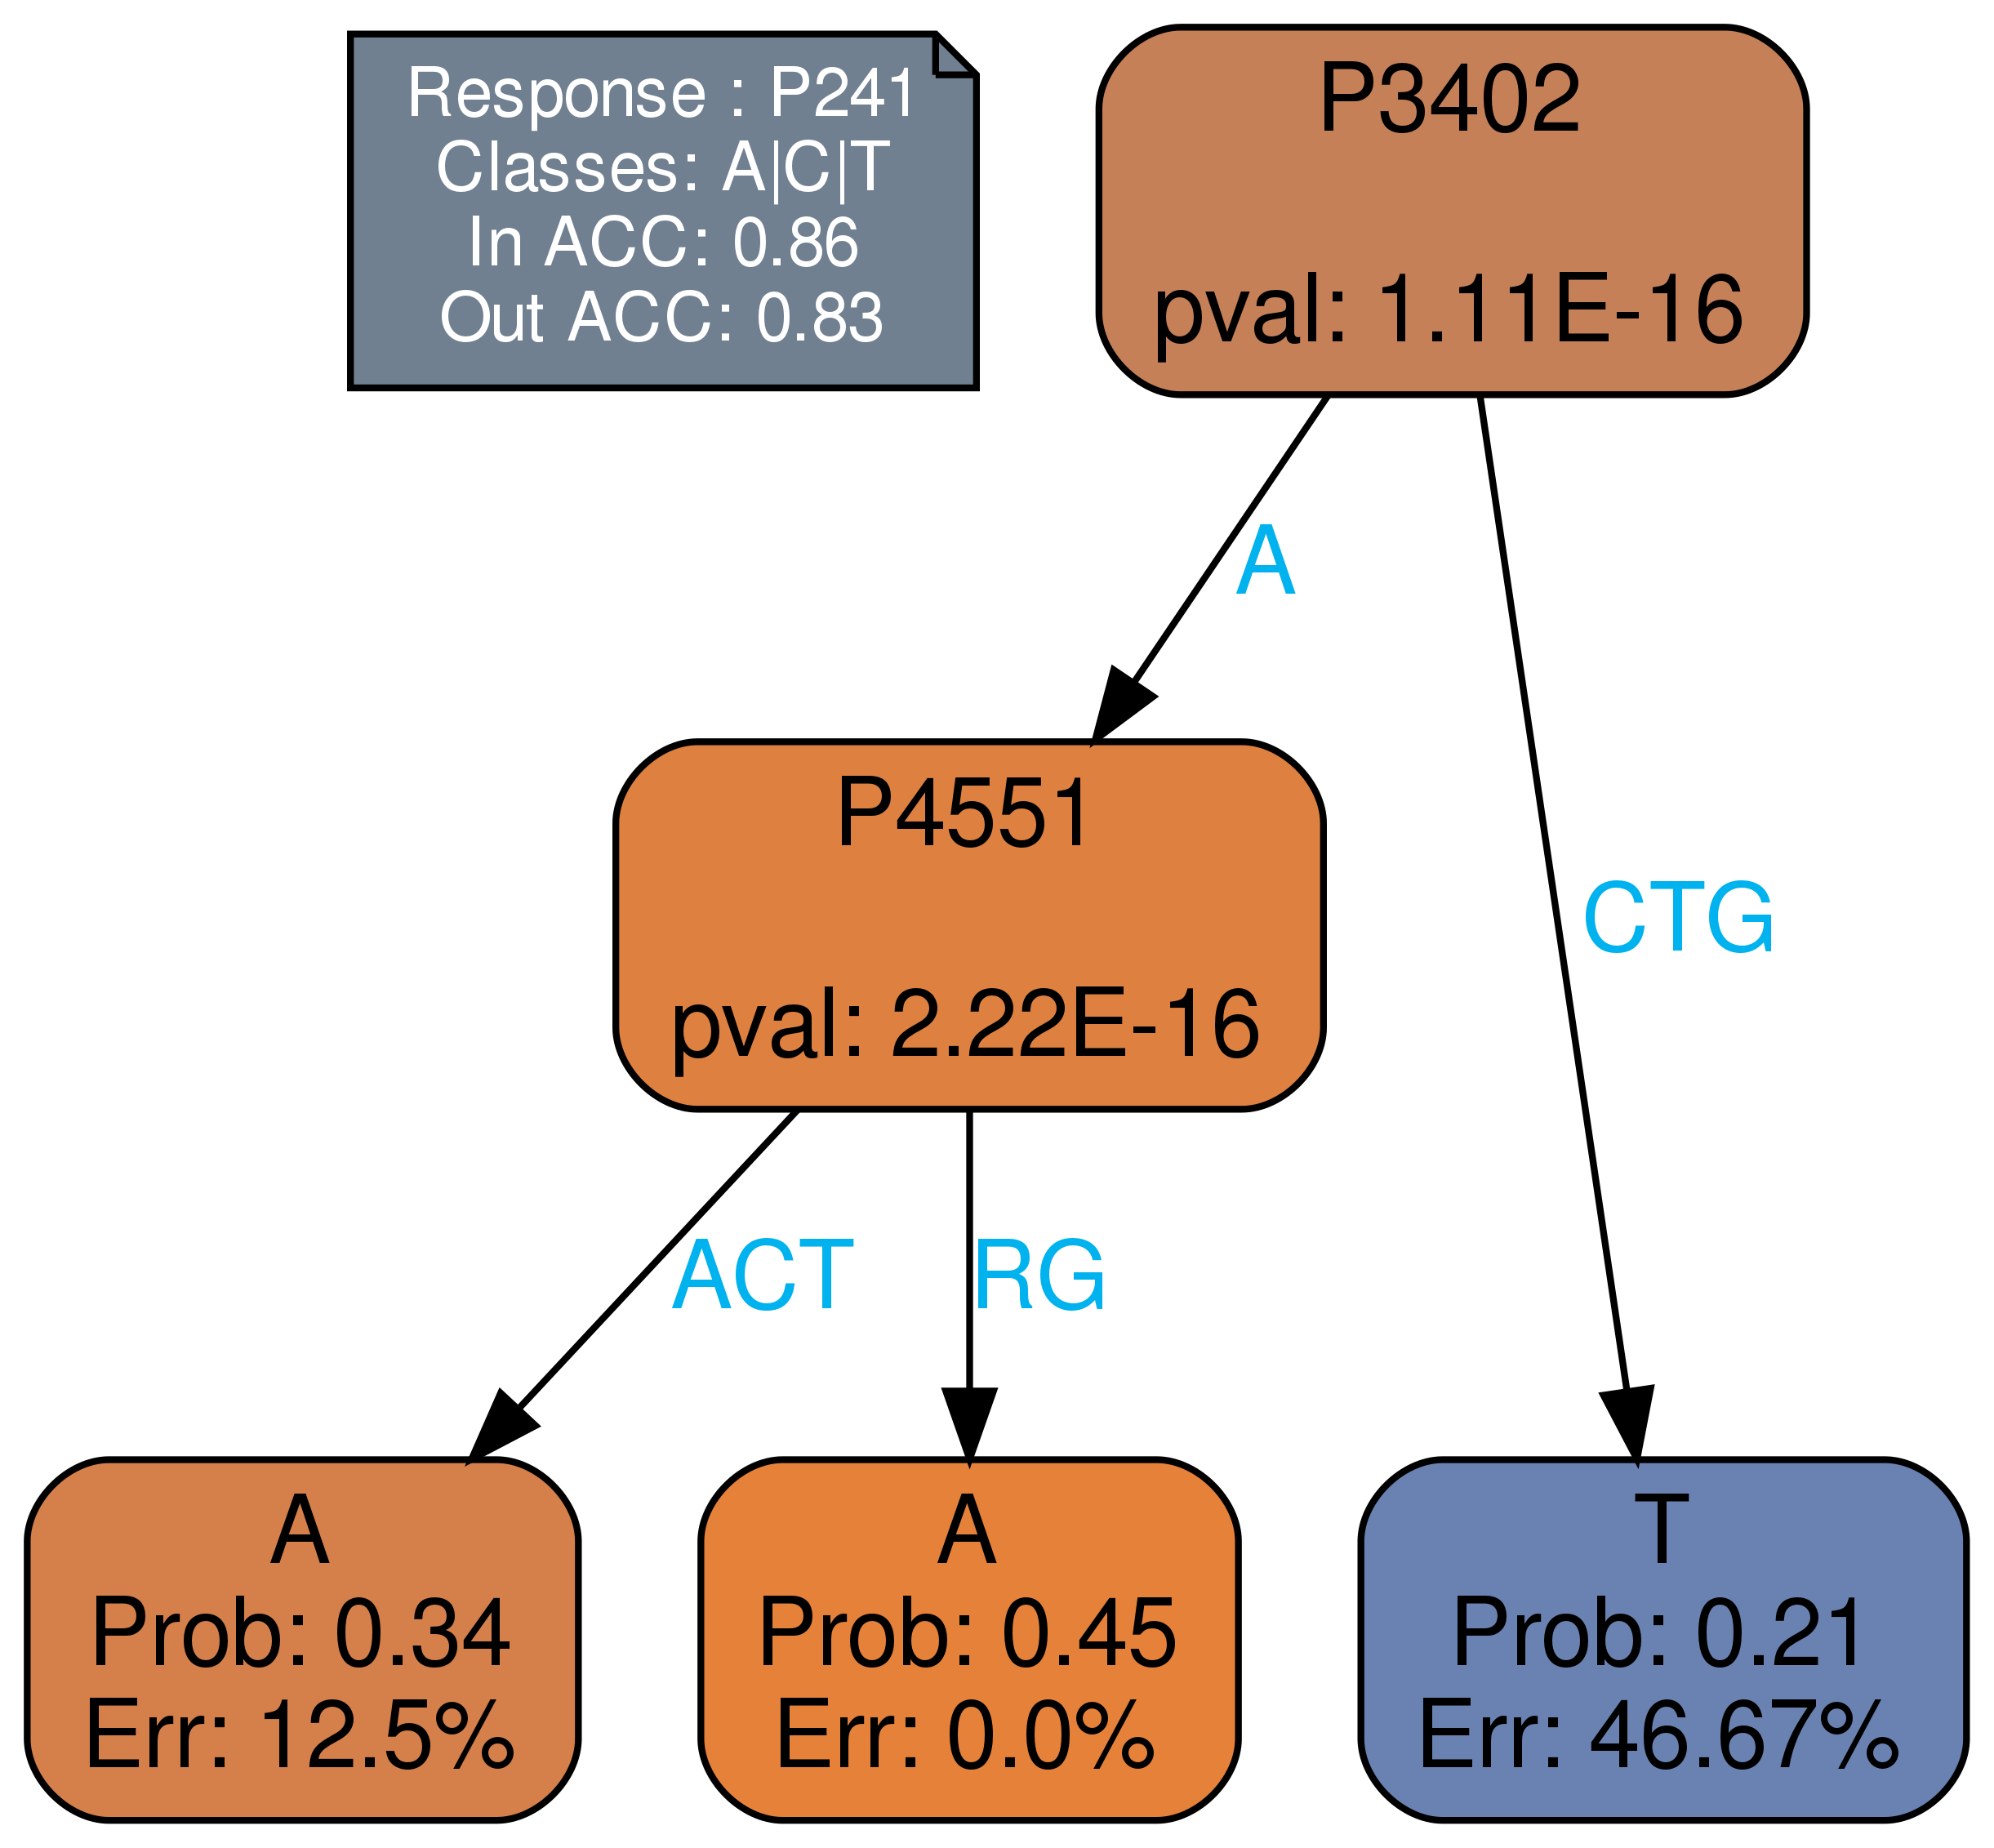 Response : P241
Classes: A|C|T
In ACC: 0.86
Out ACC: 0.83
P3402
pval: 1.11E-16
A
CTG
P4551
pval: 2.22E-16
ACT
RG
A
Prob: 0.34
Err: 12.5%
A
Prob: 0.45
Err: 0.0%
T
Prob: 0.21
Err: 46.67%